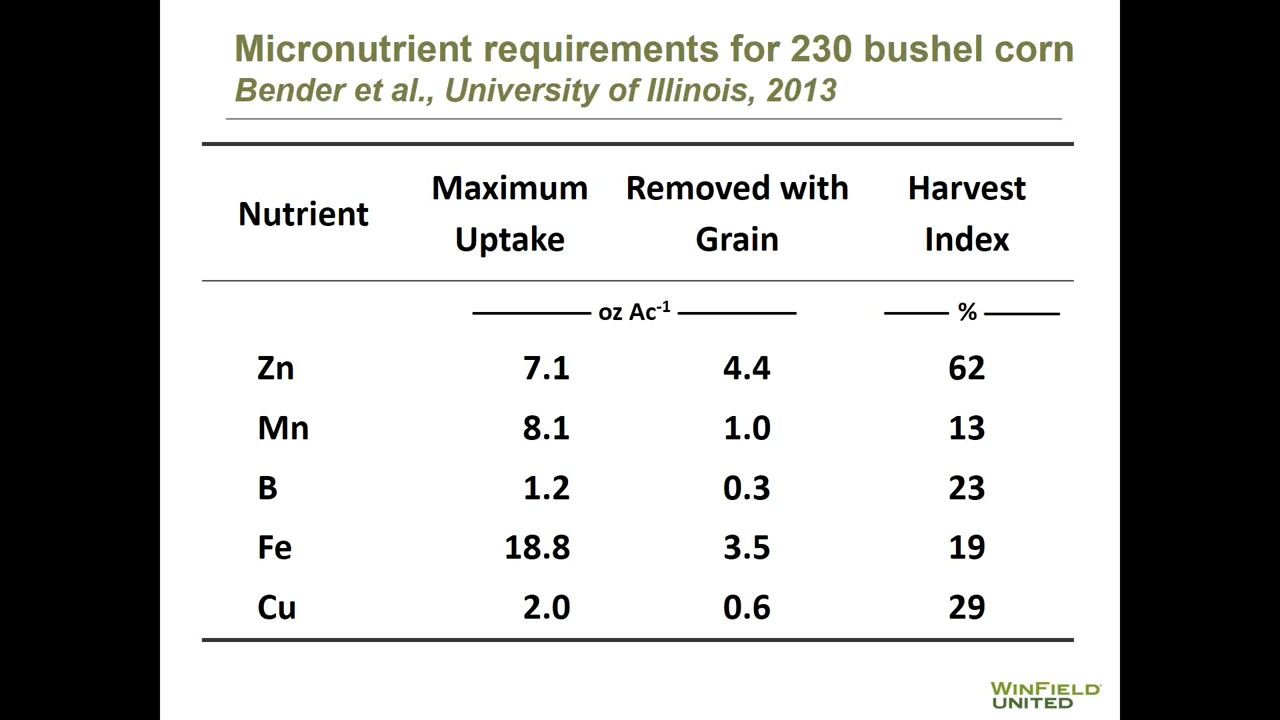 Micronutrient requirements for 230 bushel corn
Bender et al., University of Illinois, 2013
Nutrient Maximum Uptake Removed with Grain Harvest Index
oz Ac⁻¹ %
Zn 7.1 4.4 62
Mn 8.1 1.0 13
B 1.2 0.3 23
Fe 18.8 3.5 19
Cu 2.0 0.6 29
WINFIELD
UNITED